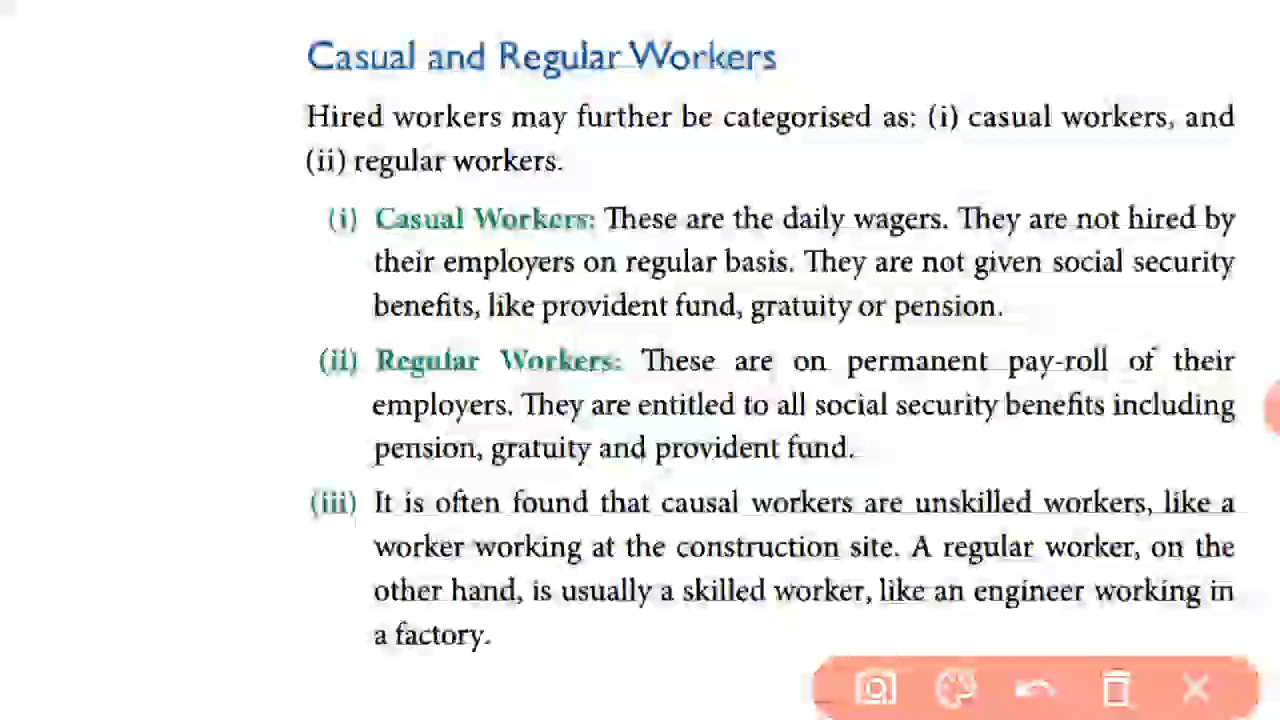 Casual and Regular Workers
Hired workers may further be categorised as: (i) casual workers, and
(ii) regular workers.
(i) Casual Workers: These are the daily wagers. They are not hired by
their employers on regular basis. They are not given social security
benefits, like provident fund, gratuity or pension.
(ii) Regular Workers: These are on permanent pay-roll of their
employers. They are entitled to all social security benefits including
pension, gratuity and provident fund.
(iii) It is often found that causal workers are unskilled workers, like a
worker working at the construction site. A regular worker, on the
other hand, is usually a skilled worker, like an engineer working in
a factory.